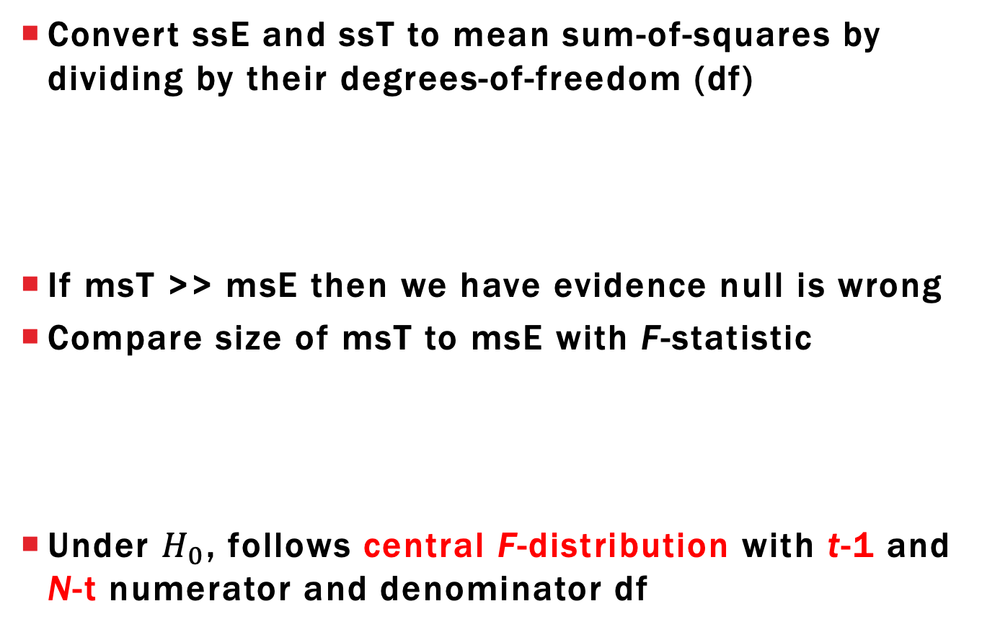 Convert ssE and ssT to mean sum-of-squares by
dividing by their degrees-of-freedom (df)
If msT >> msE then we have evidence null is wrong
Compare size of msT to msE with F-statistic
Under H₀, follows central F-distribution with t-1 and
N-t numerator and denominator df